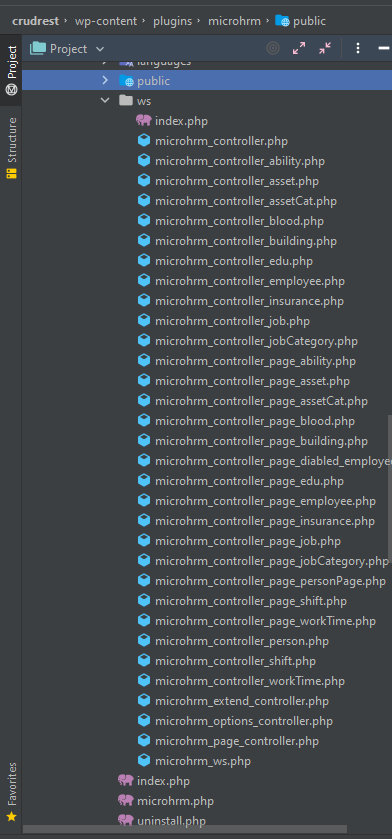 crudrest › wp-content › plugins › microhrm › public
Project
Project
languages
public
ws
index.php
microhrm_controller.php
microhrm_controller_ability.php
microhrm_controller_asset.php
microhrm_controller_assetCat.php
microhrm_controller_blood.php
microhrm_controller_building.php
microhrm_controller_edu.php
microhrm_controller_employee.php
microhrm_controller_insurance.php
microhrm_controller_job.php
microhrm_controller_jobCategory.php
microhrm_controller_page_ability.php
microhrm_controller_page_asset.php
microhrm_controller_page_assetCat.php
microhrm_controller_page_blood.php
microhrm_controller_page_building.php
microhrm_controller_page_diabled_employee
microhrm_controller_page_edu.php
microhrm_controller_page_employee.php
microhrm_controller_page_insurance.php
microhrm_controller_page_job.php
microhrm_controller_page_jobCategory.php
microhrm_controller_page_personPage.php
microhrm_controller_page_shift.php
microhrm_controller_page_workTime.php
microhrm_controller_person.php
microhrm_controller_shift.php
microhrm_controller_workTime.php
microhrm_extend_controller.php
microhrm_options_controller.php
microhrm_page_controller.php
microhrm_ws.php
index.php
microhrm.php
uninstall.php
Structure
Favorites